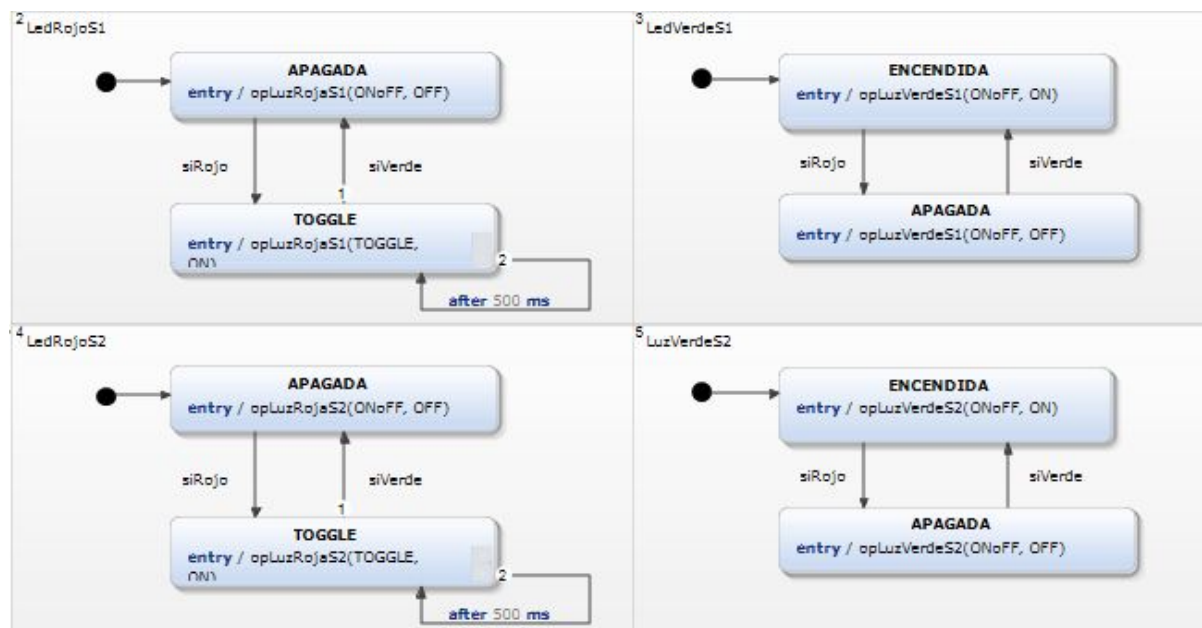 2
LedRojoS1
APAGADA
entry / opLuzRojaS1(ONoFF, OFF)
siRojo
siVerde
1
TOGGLE
entry / opLuzRojaS1(TOGGLE,
ON)
2
after 500 ms
3
LedVerdeS1
ENCENDIDA
entry / opLuzVerdeS1(ONoFF, ON)
siRojo
siVerde
APAGADA
entry / opLuzVerdeS1(ONoFF, OFF)
4
LedRojoS2
APAGADA
entry / opLuzRojaS2(ONoFF, OFF)
siRojo
siVerde
1
TOGGLE
entry / opLuzRojaS2(TOGGLE,
ON)
2
after 500 ms
5
LuzVerdeS2
ENCENDIDA
entry / opLuzVerdeS2(ONoFF, ON)
siRojo
siVerde
APAGADA
entry / opLuzVerdeS2(ONoFF, OFF)